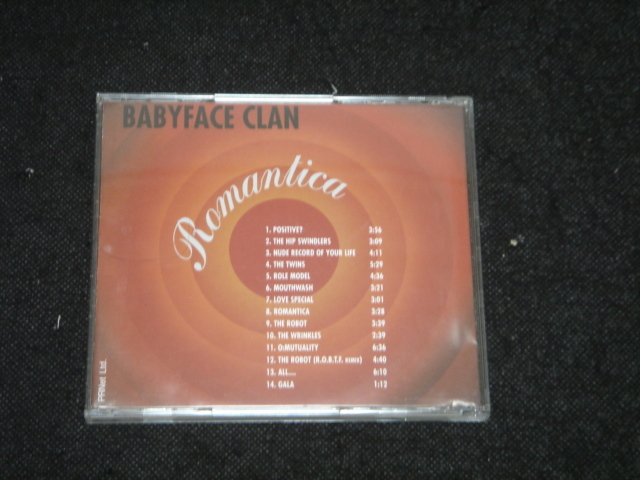 BABYFACE CLAN
Romantica
1. POSITIVE? 3:56
2. THE HIP SWINDLERS 3:09
3. NUDE RECORD OF YOUR LIFE 4:11
4. THE TWINS 5:29
5. ROLE MODEL 4:36
6. MOUTHWASH 3:21
7. LOVE SPECIAL 3:01
8. ROMANTICA 3:28
9. THE ROBOT 3:39
10. THE WRINKLES 2:39
11. O:MUTUALITY 6:36
12. THE ROBOT (R.O.B.T.F. REMIX) 4:40
13. ALL.... 6:10
14. GALA 1:12
PRNet Ltd.